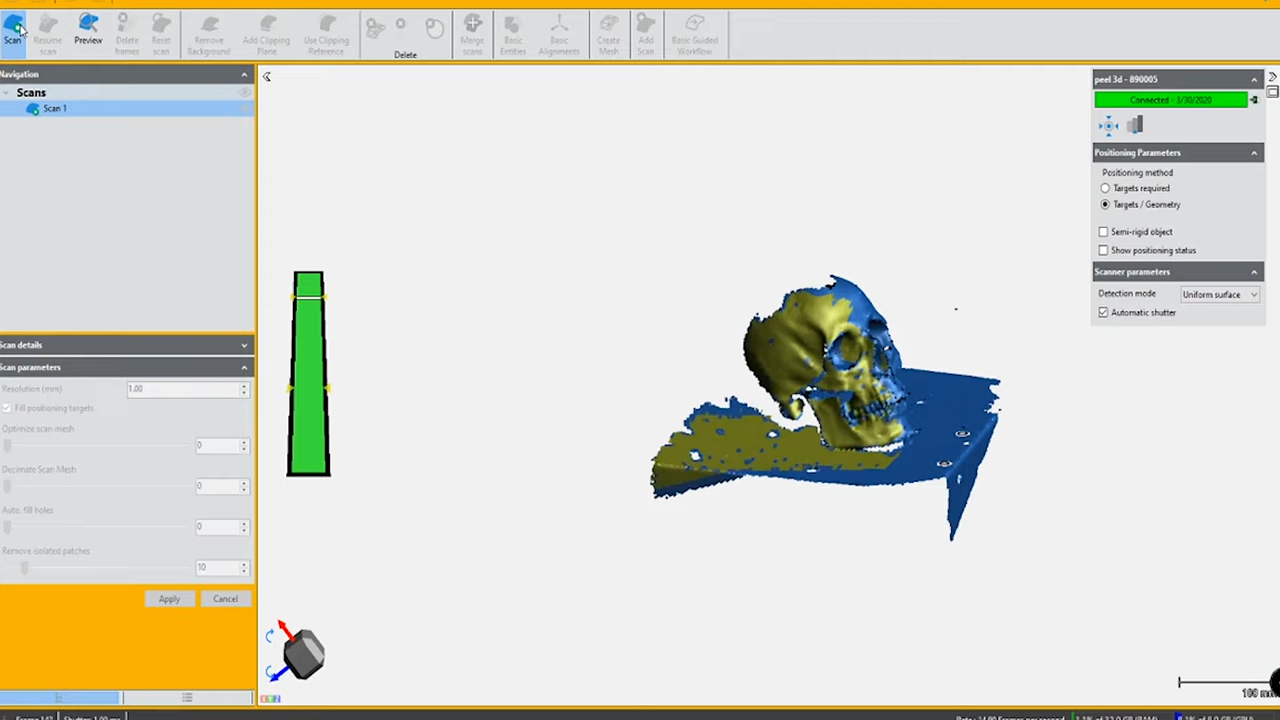 Scan
Resume scan
Preview
Delete frames
Reset scan
Remove Background
Add Clipping Plane
Use Clipping Reference
Delete
Merge scans
Basic Entities
Basic Alignments
Create Mesh
Add Scan
Basic Guided Workflow
Navigation
Scans
Scan 1
Scan details
Scan parameters
Resolution (mm) 1.00
Fill positioning targets
Optimize scan mesh
0
Decimate Scan Mesh
0
Auto. fill holes
0
Remove isolated patches
10
Apply Cancel
peel 3d - 890005
Connected - 3/30/2020
Positioning Parameters
Positioning method
Targets required
Targets / Geometry
Semi-rigid object
Show positioning status
Scanner parameters
Detection mode Uniform surface
Automatic shutter
X Y Z
100 mm